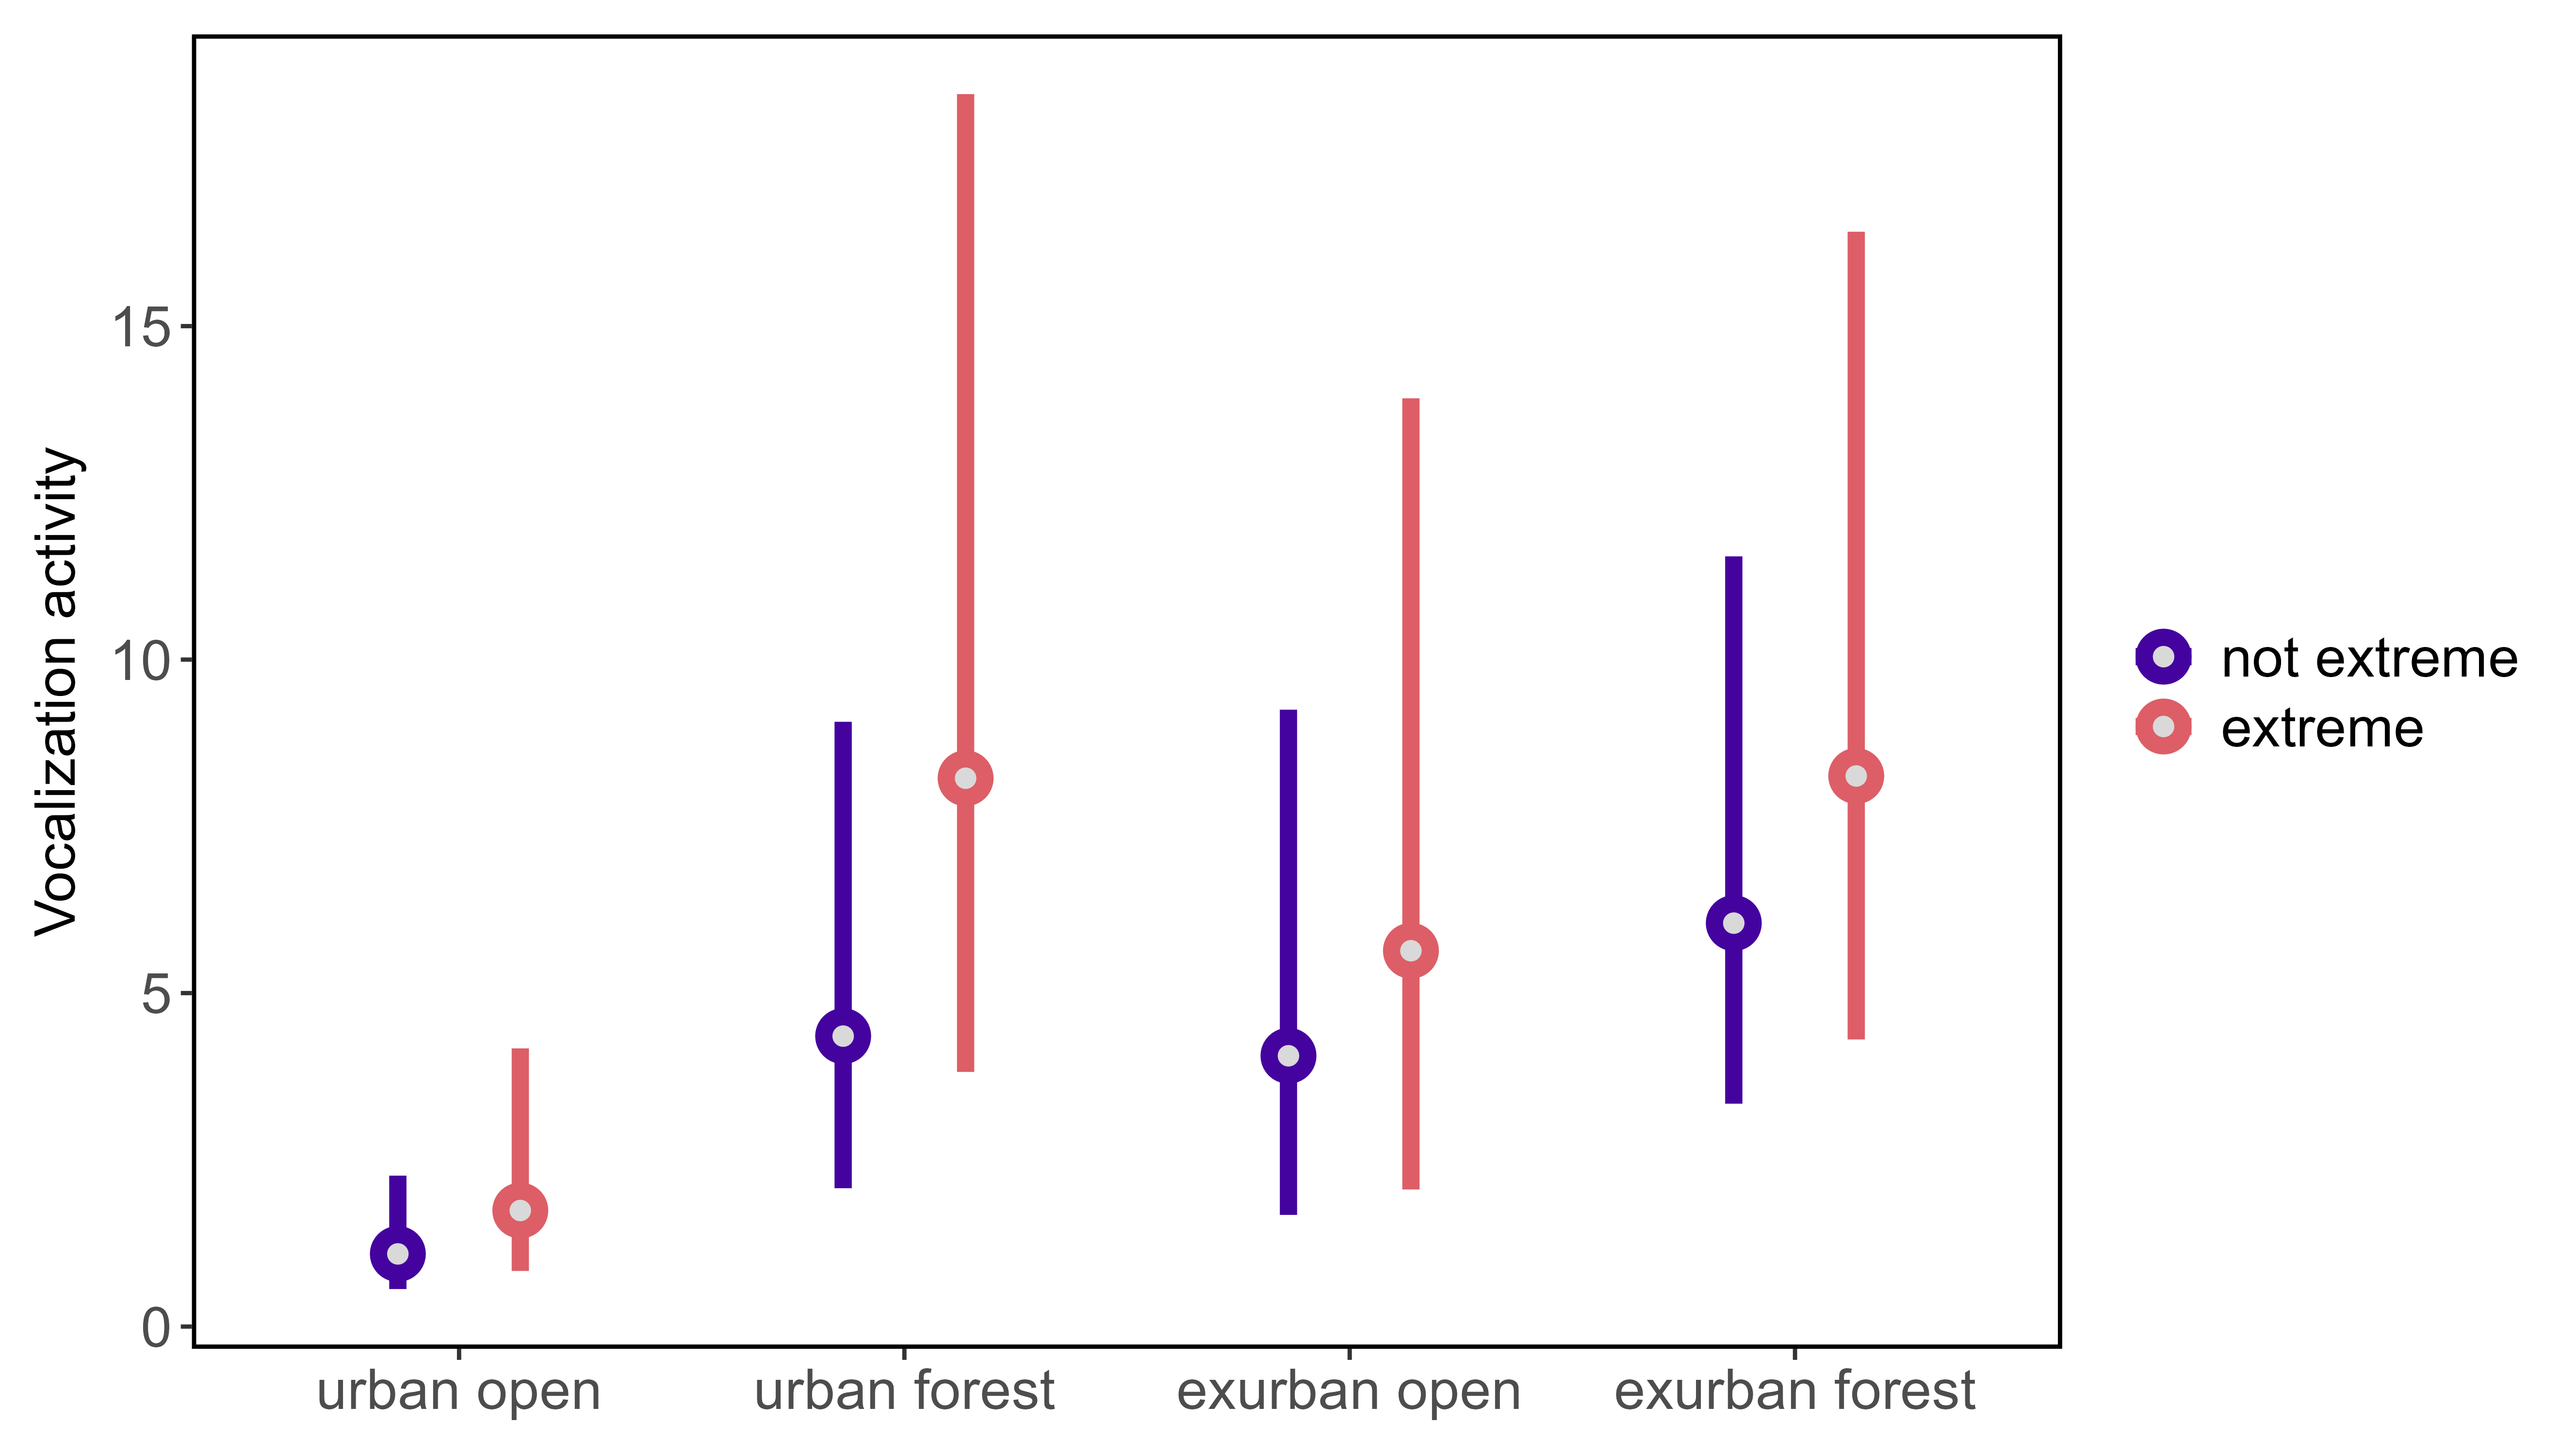 Vocalization activity
15
10
5
0
urban open
urban forest
exurban open
exurban forest
not extreme
extreme